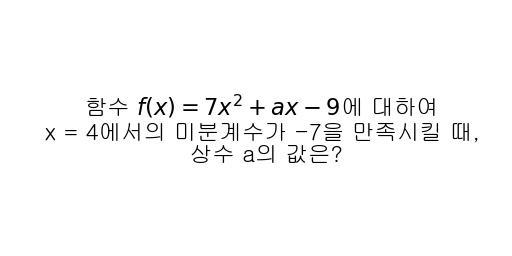 함수 f(x) = 7x² + ax − 9에 대하여
x = 4에서의 미분계수가 -7을 만족시킬 때,
상수 a의 값은?